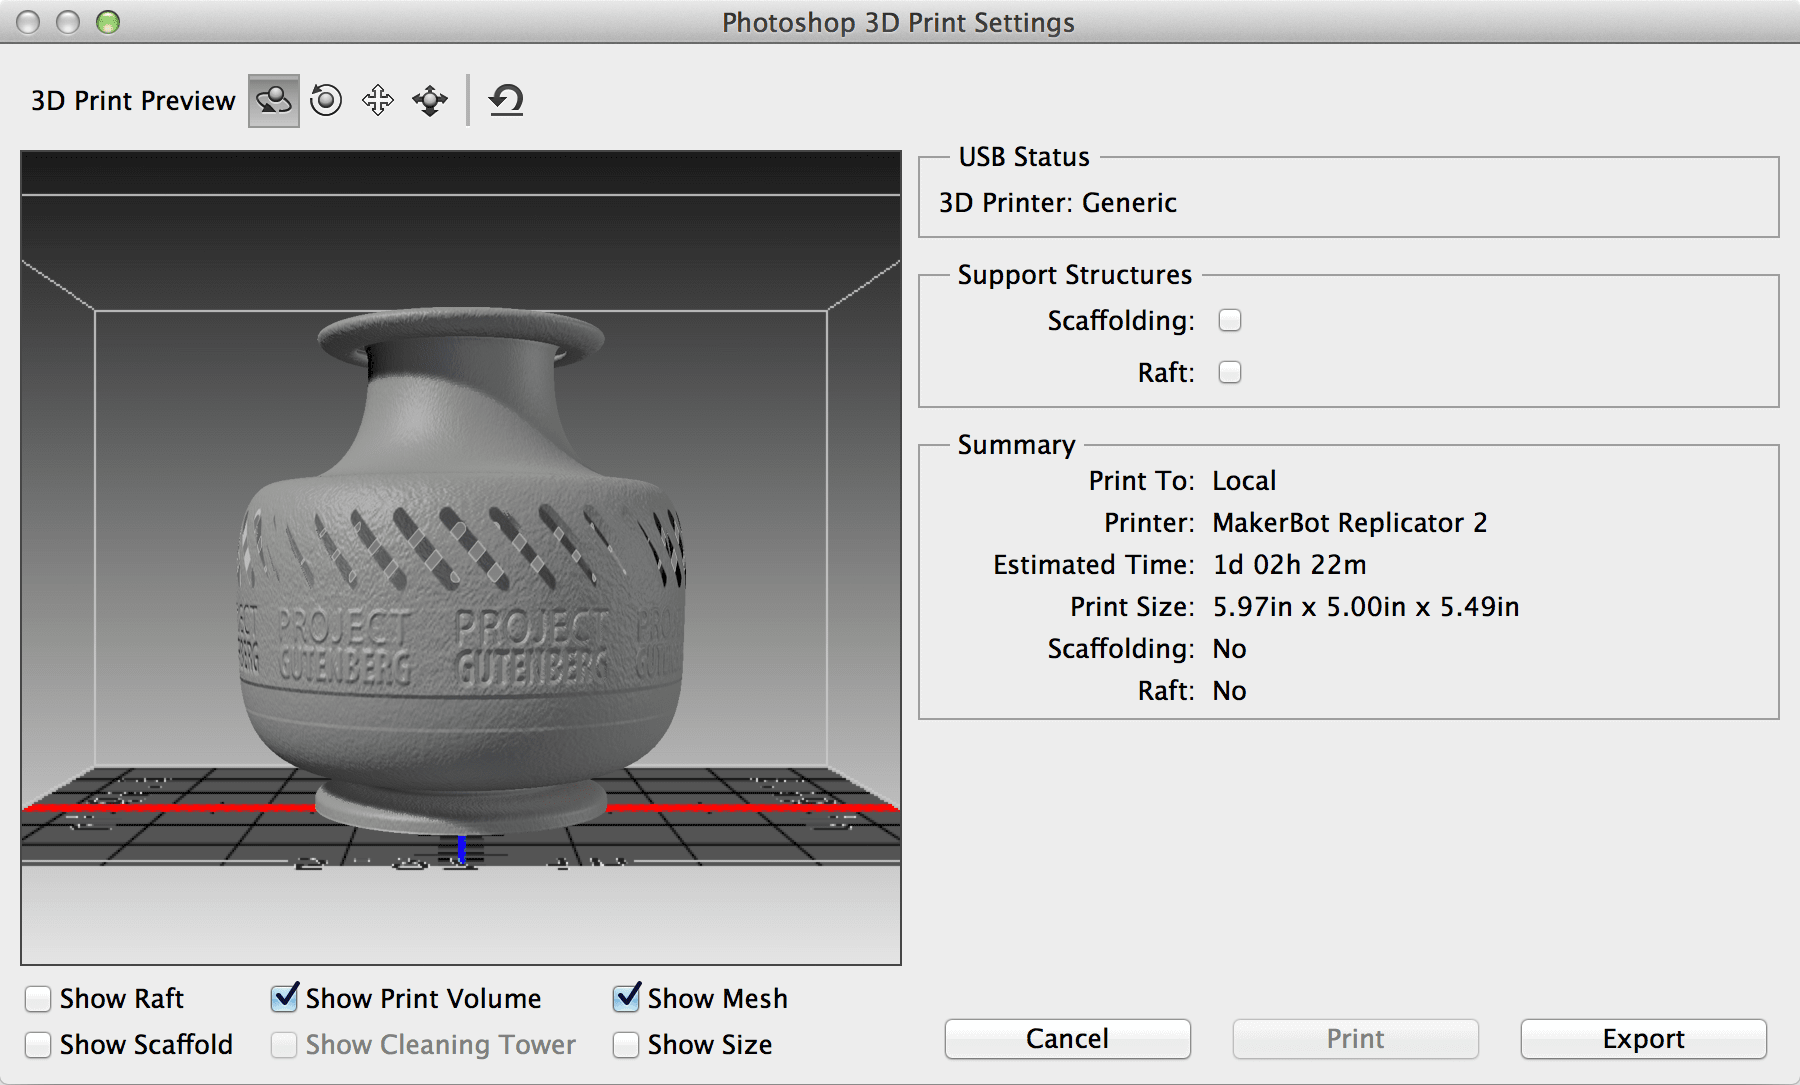 Photoshop 3D Print Settings
3D Print Preview
USB Status
3D Printer: Generic
Support Structures
Scaffolding:
Raft:
Summary
Print To: Local
Printer: MakerBot Replicator 2
Estimated Time: 1d 02h 22m
Print Size: 5.97in x 5.00in x 5.49in
Scaffolding: No
Raft: No
PROJECT PROJECT
GUTENBERG GUTENBERG
Show Raft Show Print Volume Show Mesh
Show Scaffold Show Cleaning Tower Show Size
Cancel Print Export